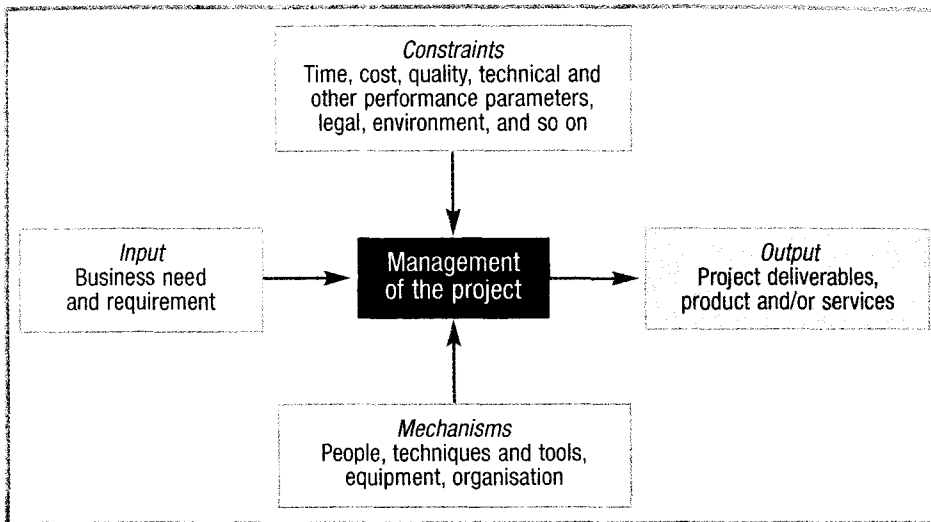 Constraints
Time, cost, quality, technical and
other performance parameters,
legal, environment, and so on
Input
Business need
and requirement
Management
of the project
Output
Project deliverables,
product and/or services
Mechanisms
People, techniques and tools,
equipment, organisation